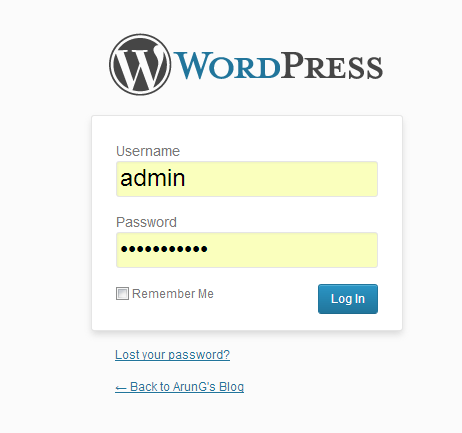 WORDPRESS
Username
admin
Password
•••••••••••
Remember Me
Log In
Lost your password?
← Back to ArunG's Blog